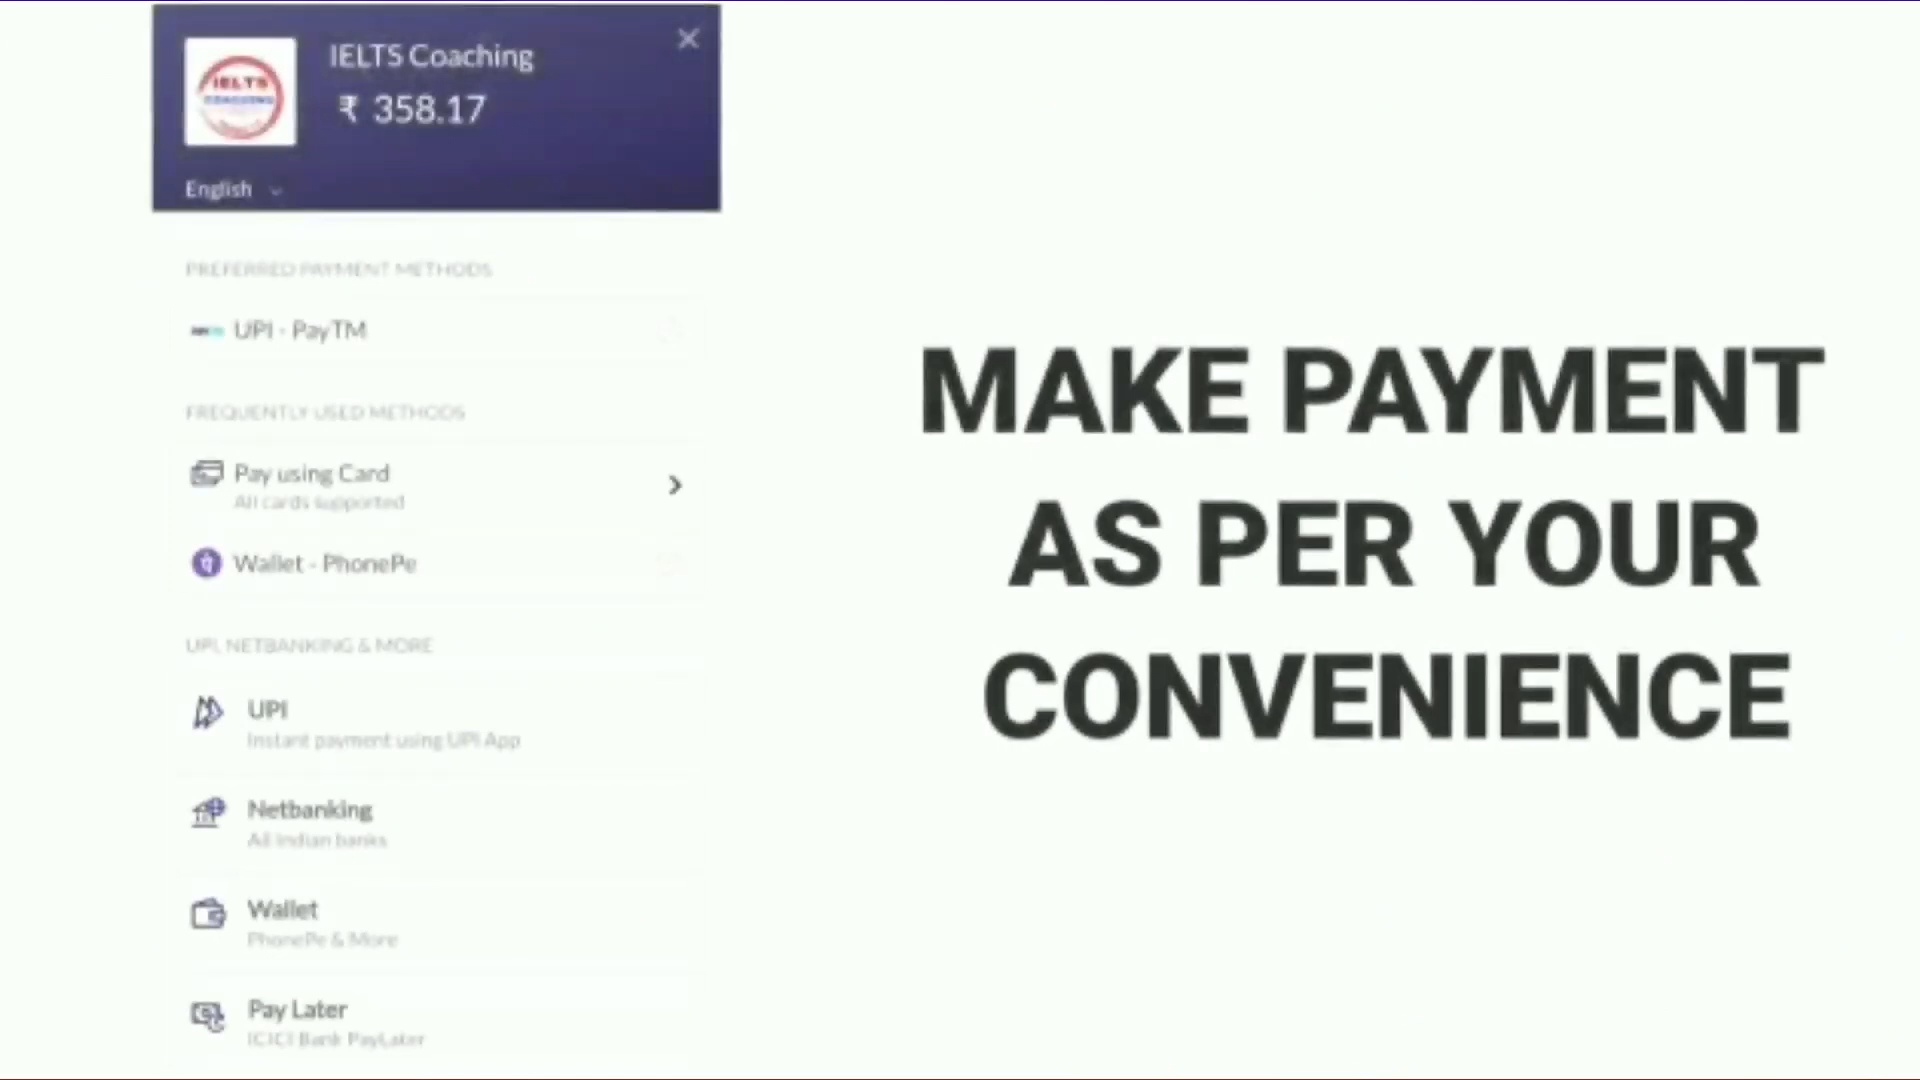 IELTS
COACHING
IELTS Coaching
₹ 358.17
English
PREFERRED PAYMENT METHODS
UPI - PayTM
FREQUENTLY USED METHODS
Pay using Card
All cards supported
Wallet - PhonePe
UPI, NETBANKING & MORE
UPI
Instant payment using UPI App
Netbanking
All Indian banks
Wallet
PhonePe & More
Pay Later
ICICI Bank PayLater
MAKE PAYMENT
AS PER YOUR
CONVENIENCE